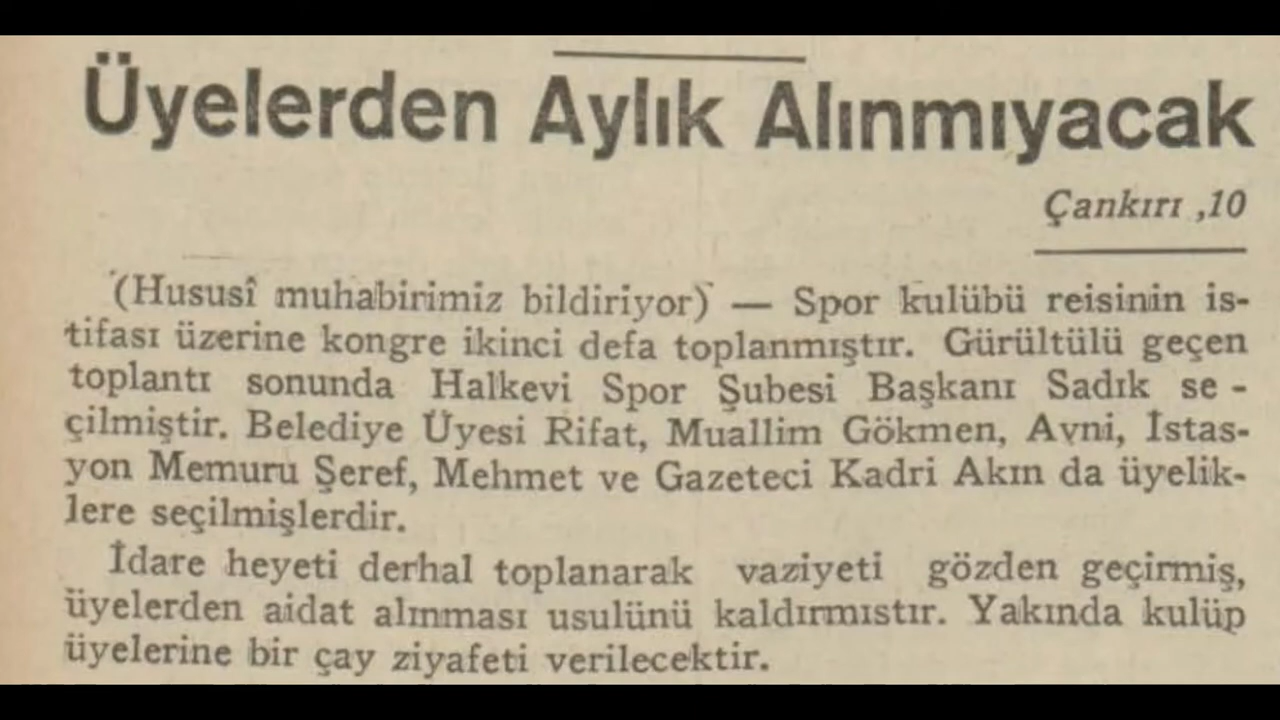 Üyelerden Aylık Alınmıyacak
Çankırı ,10
(Hususî muhabirimiz bildiriyor) — Spor kulübü reisinin is-
tifası üzerine kongre ikinci defa toplanmıştır. Gürültülü geçen
toplantı sonunda Halkevi Spor Şubesi Başkanı Sadık se -
çilmiştir. Belediye Üyesi Rifat, Muallim Gökmen, Avni, İstas-
yon Memuru Şeref, Mehmet ve Gazeteci Kadri Akın da üyelik-
lere seçilmişlerdir.
İdare heyeti derhal toplanarak vaziyeti gözden geçirmiş,
üyelerden aidat alınması usulünü kaldırmıstır. Yakında kulüp
üyelerine bir çay ziyafeti verilecektir.